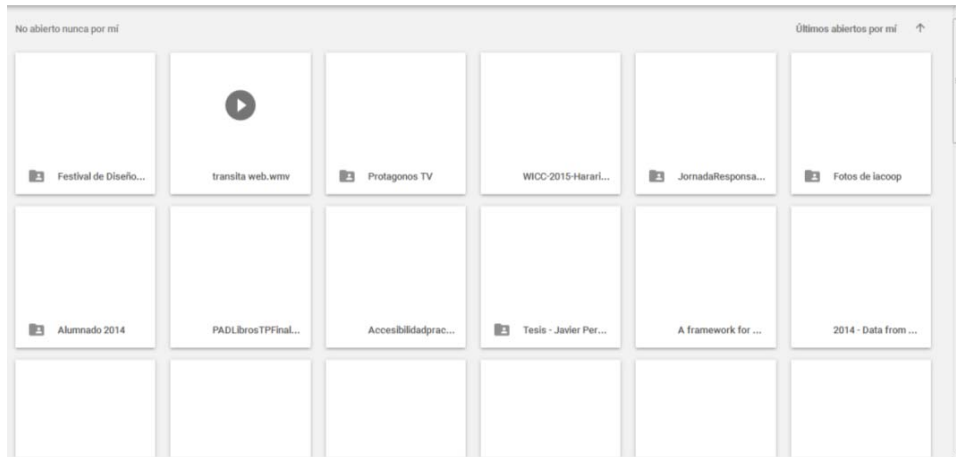 No abierto nunca por mí
Últimos abiertos por mí
Festival de Diseño...
transita web.wmv
Protagonos TV
WICC-2015-Harari...
JornadaResponsa...
Fotos de iacoop
Alumnado 2014
PADLibrosTPFinal...
Accesibilidadprac...
Tesis - Javier Per...
A framework for ...
2014 - Data from ...